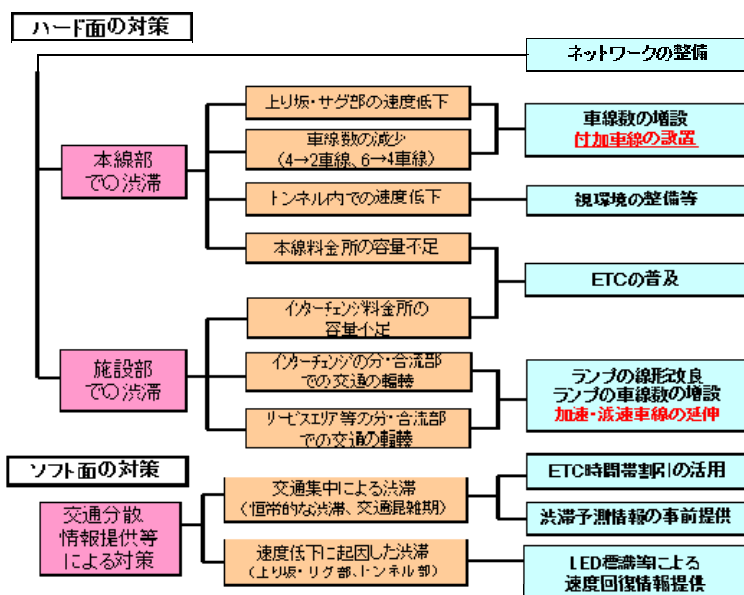 ハード面の対策
ネットワークの整備
本線部
での渋滞
上り坂・サグ部の速度低下
車線数の減少
(4→2車線、6→4車線)
車線数の増設
付加車線の設置
トンネル内での速度低下
視環境の整備等
本線料金所の容量不足
ETCの普及
施設部
での渋滞
インターチェンジ料金所の
容量不足
インターチェンジの分・合流部
での交通の輻輳
サービスエリア等の分・合流部
での交通の輻輳
ランプの線形改良
ランプの車線数の増設
加速・減速車線の延伸
ソフト面の対策
交通分散
情報提供等
による対策
交通集中による渋滞
(恒常的な渋滞、交通混雑期)
ETC時間帯割引の活用
渋滞予測情報の事前提供
速度低下に起因した渋滞
(上り坂・サグ部、トンネル部)
LED標識等による
速度回復情報提供